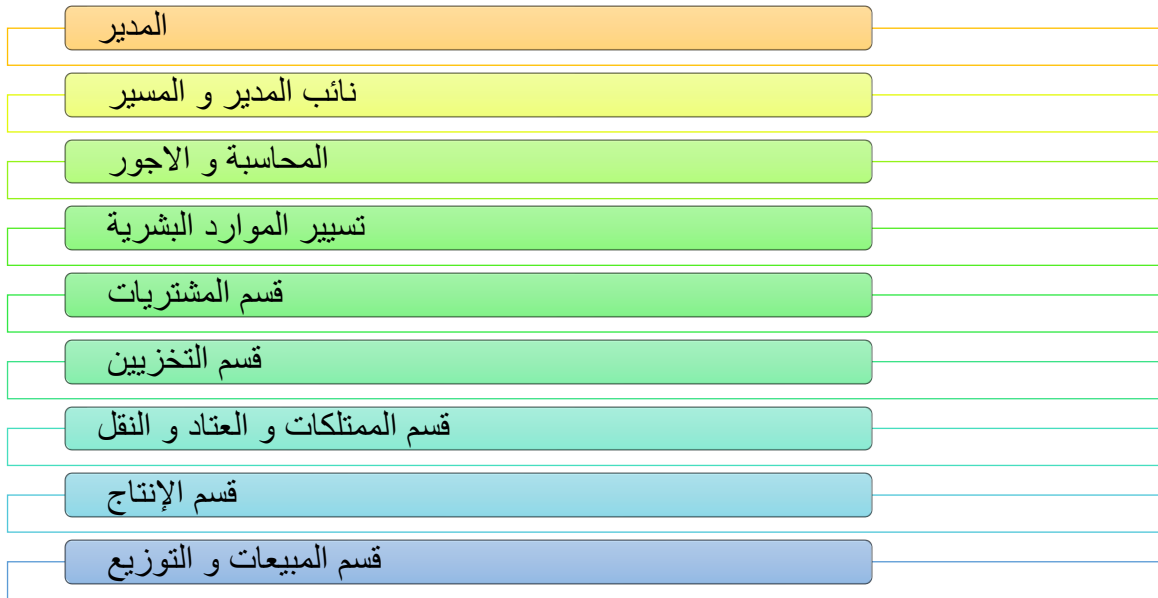 المدير
نائب المدير و المسير
المحاسبة و الاجور
تسيير الموارد البشرية
قسم المشتريات
قسم التخزيين
قسم الممتلكات و العتاد و النقل
قسم الإنتاج
قسم المبيعات و التوزيع